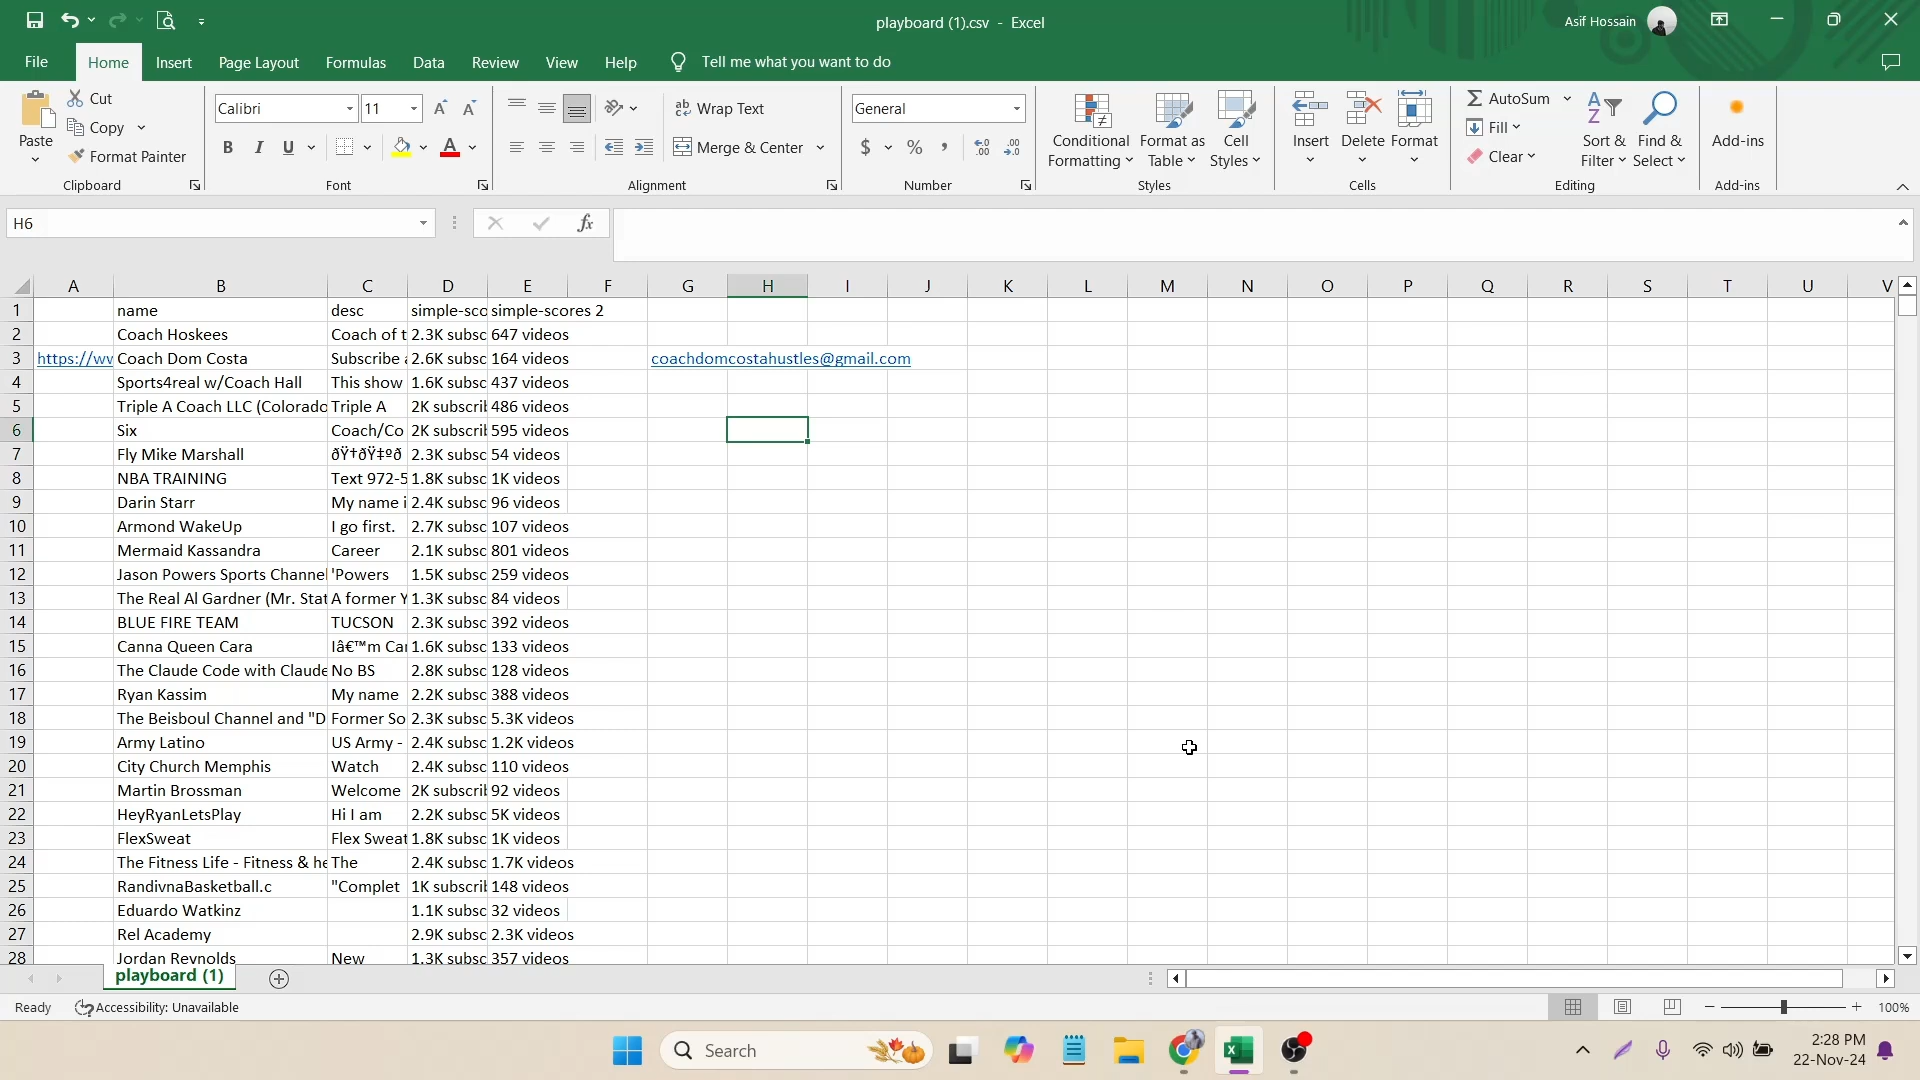 playboard (1).csv - Excel
Asif Hossain
File Home Insert Page Layout Formulas Data Review View Help Tell me what you want to do
Paste
Cut
Copy
Format Painter
Clipboard
Calibri 11
B I U
Font
Wrap Text
Merge & Center
Alignment
General
$ % ,
Number
Conditional Formatting
Format as Table
Cell Styles
Styles
Insert Delete Format
Cells
AutoSum
Fill
Clear
Sort & Filter
Find & Select
Editing
Add-ins
Add-ins
H6 fx
A B C D E F G H I J K L M N O P Q R S T U V
1 name desc simple-sco simple-scores 2
2 Coach Hoskees Coach of t 2.3K subsc 647 videos
3 https://ww Coach Dom Costa Subscribe a 2.6K subsc 164 videos coachdomcostahustles@gmail.com
4 Sports4real w/Coach Hall This show 1.6K subsc 437 videos
5 Triple A Coach LLC (Colorado Triple A 2K subscri 486 videos
6 Six Coach/Co 2K subscri 595 videos
7 Fly Mike Marshall ðŸ†ðŸ‡ºð 2.3K subsc 54 videos
8 NBA TRAINING Text 972-5 1.8K subsc 1K videos
9 Darin Starr My name i 2.4K subsc 96 videos
10 Armond WakeUp I go first. 2.7K subsc 107 videos
11 Mermaid Kassandra Career 2.1K subsc 801 videos
12 Jason Powers Sports Channel 'Powers 1.5K subsc 259 videos
13 The Real Al Gardner (Mr. Stat A former Y 1.3K subsc 84 videos
14 BLUE FIRE TEAM TUCSON 2.3K subsc 392 videos
15 Canna Queen Cara Iâ€™m Car 1.6K subsc 133 videos
16 The Claude Code with Claude No BS 2.8K subsc 128 videos
17 Ryan Kassim My name 2.2K subsc 388 videos
18 The Beisboul Channel and "D Former So 2.3K subsc 5.3K videos
19 Army Latino US Army - 2.4K subsc 1.2K videos
20 City Church Memphis Watch 2.4K subsc 110 videos
21 Martin Brossman Welcome 2K subscri 92 videos
22 HeyRyanLetsPlay Hi I am 2.2K subsc 5K videos
23 FlexSweat Flex Sweat 1.8K subsc 1K videos
24 The Fitness Life - Fitness & he The 2.4K subsc 1.7K videos
25 RandivnaBasketball.c "Complet 1K subscri 148 videos
26 Eduardo Watkinz 1.1K subsc 32 videos
27 Rel Academy 2.9K subsc 2.3K videos
28 Jordan Reynolds New 1.3K subsc 357 videos
playboard (1)
Ready Accessibility: Unavailable 100%
Search
2:28 PM
22-Nov-24